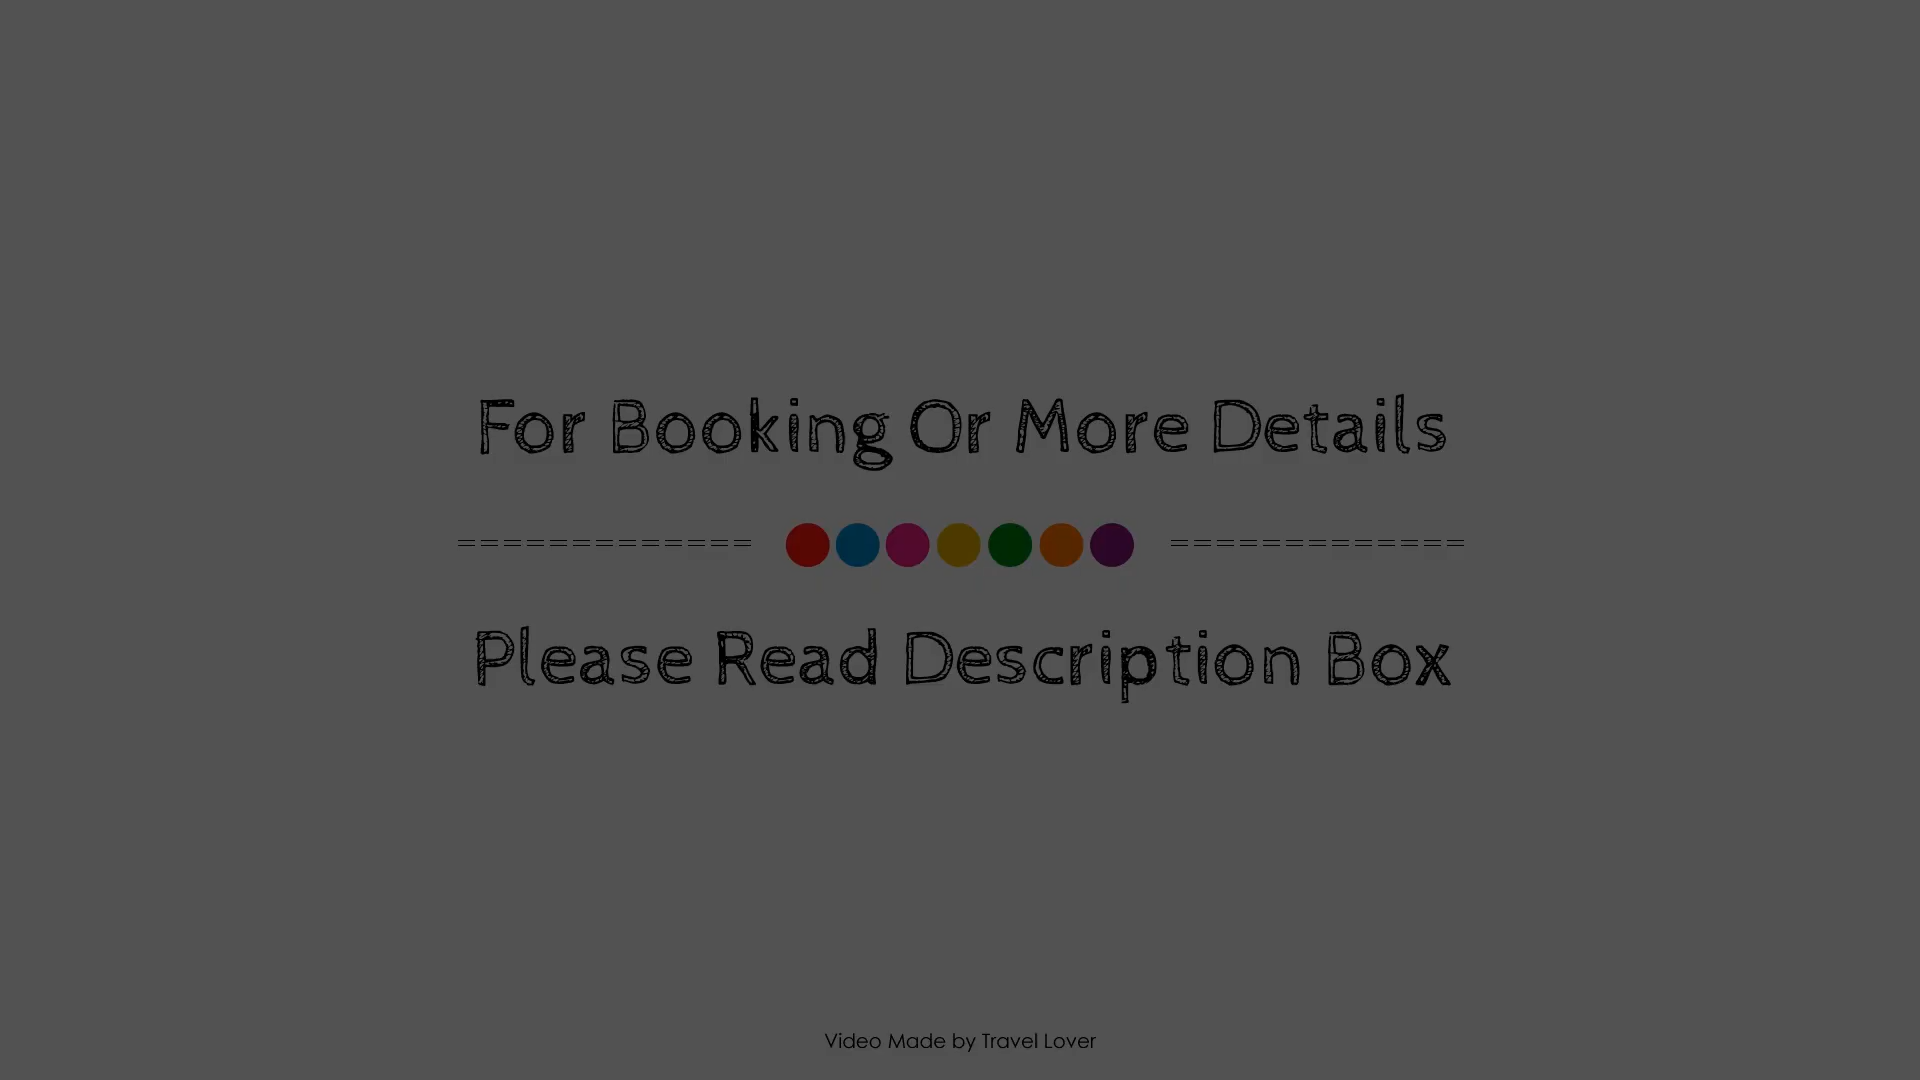 For Booking Or More Details
============= =============
Please Read Description Box
Video Made by Travel Lover